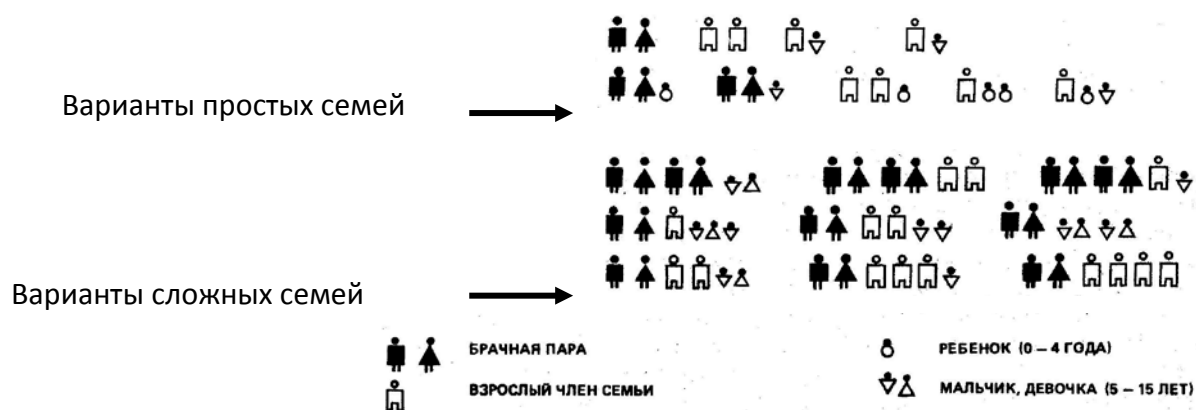 Варианты простых семей
Варианты сложных семей
БРАЧНАЯ ПАРА
ВЗРОСЛЫЙ ЧЛЕН СЕМЬИ
РЕБЕНОК (0 – 4 ГОДА)
МАЛЬЧИК, ДЕВОЧКА (5 – 15 ЛЕТ)